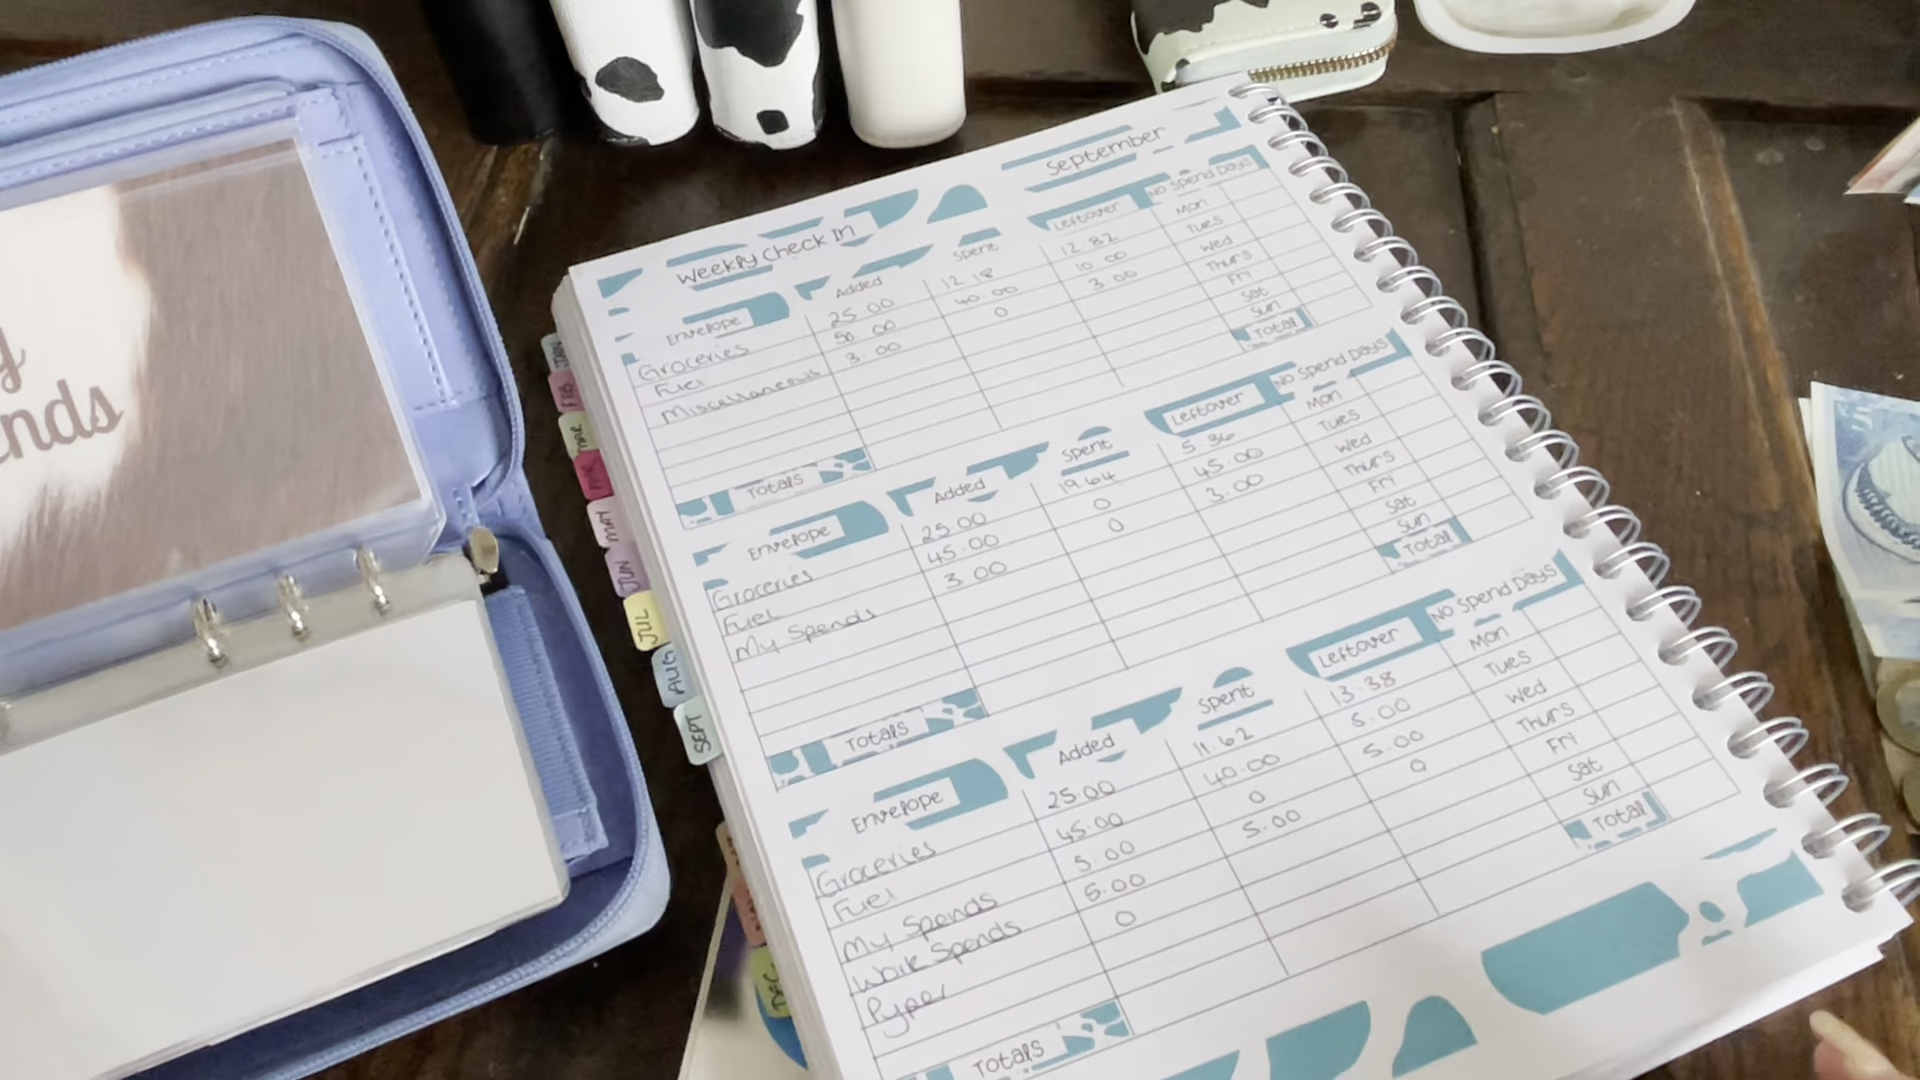 nds
JAN
FEB
MAR
MAY
JUN
JUL
AUG
SEPT
DEC
Weekly Check In September
Envelope Added Spent Leftover No Spend Days
Groceries 25 00 12 18 12 82 Mon
Fuel 50 00 40 00 10 00 Tues
Miscellaneous 3 00 0 3 00 Wed
Thurs
Fri
Sat
Sun
Totals Total
Envelope Added Spent Leftover No Spend Days
Groceries 25.00 19.64 5.36 Mon
Fuel 45.00 0 45.00 Tues
My Spends 3.00 0 3.00 Wed
Thurs
Fri
Sat
Sun
Totals Total
Envelope Added Spent Leftover No Spend Days
Groceries 25.00 11.62 13.38 Mon
Fuel 45.00 40.00 5.00 Tues
My Spends 5.00 0 5.00 Wed
Work Spends 5.00 5.00 0 Thurs
Pyper 0 Fri
Sat
Sun
Totals Total